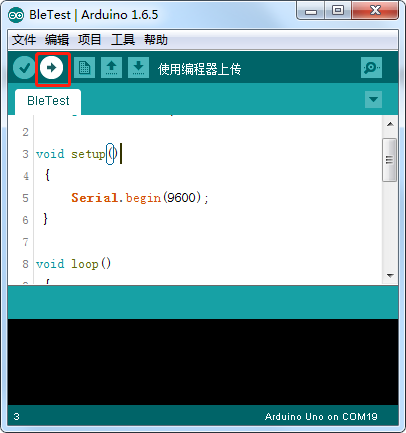 BleTest | Arduino 1.6.5
文件 编辑 项目 工具 帮助
使用编程器上传
BleTest
2
3 void setup()
4 {
5 Serial.begin(9600);
6 }
7
8 void loop()
{
3 Arduino Uno on COM19